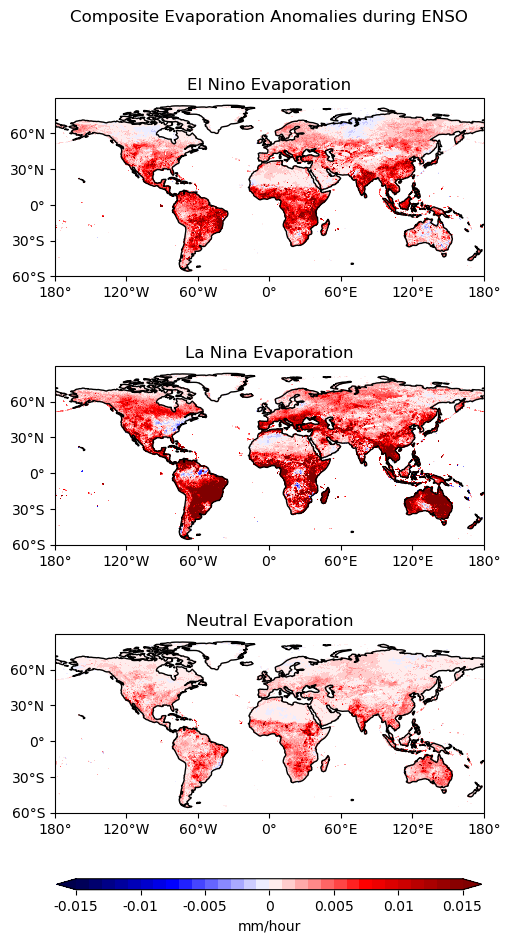 Composite Evaporation Anomalies during ENSO
El Nino Evaporation
60°N
30°N
0°
30°S
60°S
180° 120°W 60°W 0° 60°E 120°E 180°
La Nina Evaporation
60°N
30°N
0°
30°S
60°S
180° 120°W 60°W 0° 60°E 120°E 180°
Neutral Evaporation
60°N
30°N
0°
30°S
60°S
180° 120°W 60°W 0° 60°E 120°E 180°
-0.015 -0.01 -0.005 0 0.005 0.01 0.015
mm/hour